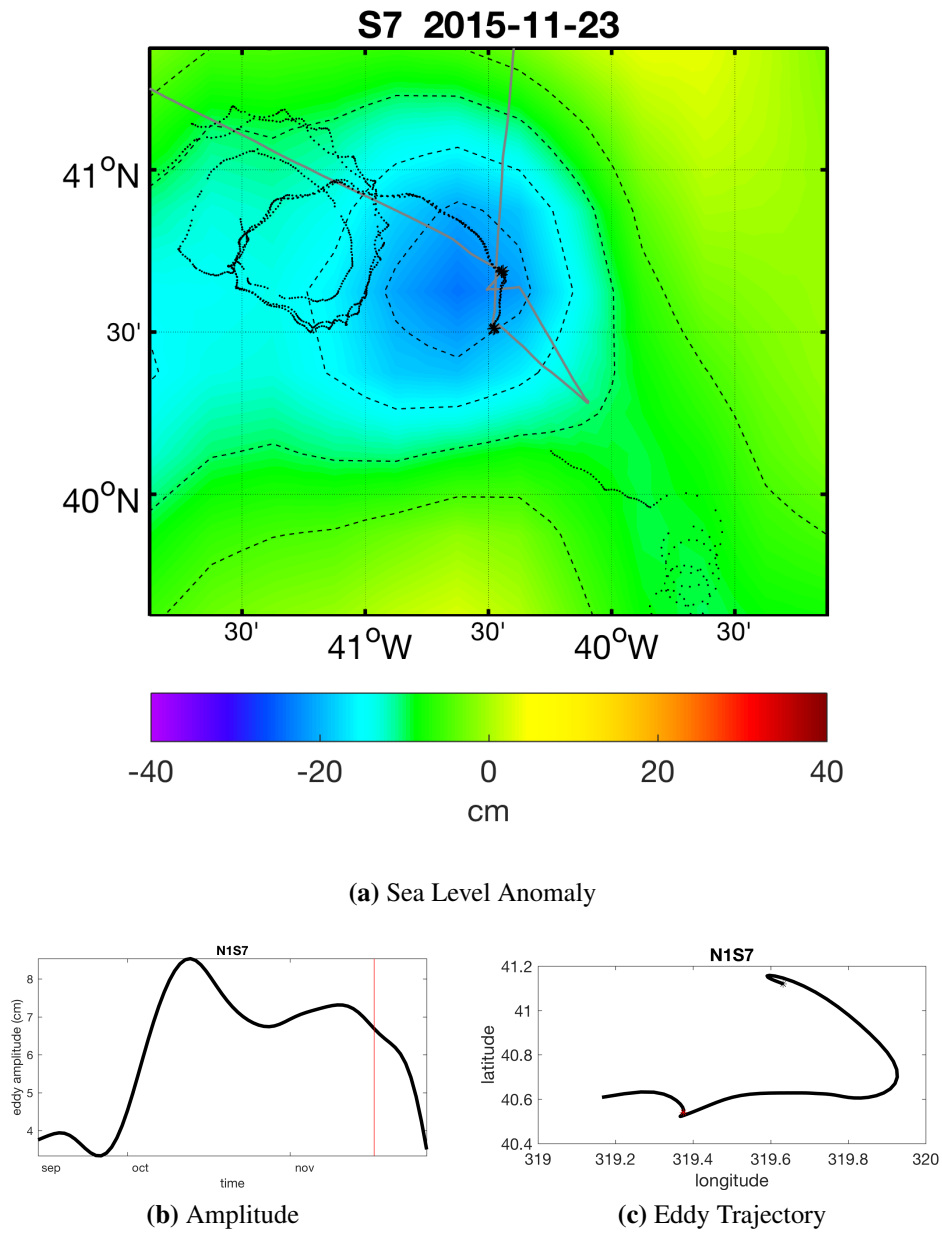 S7 2015-11-23
41°N
30'
40°N
30' 41°W 30' 40°W 30'
-40 -20 0 20 40
cm
(a) Sea Level Anomaly
N1S7
8
7
6
5
4
eddy amplitude (cm)
sep oct nov
time
(b) Amplitude
N1S7
41.2
41
40.8
40.6
40.4
latitude
319 319.2 319.4 319.6 319.8 320
longitude
(c) Eddy Trajectory